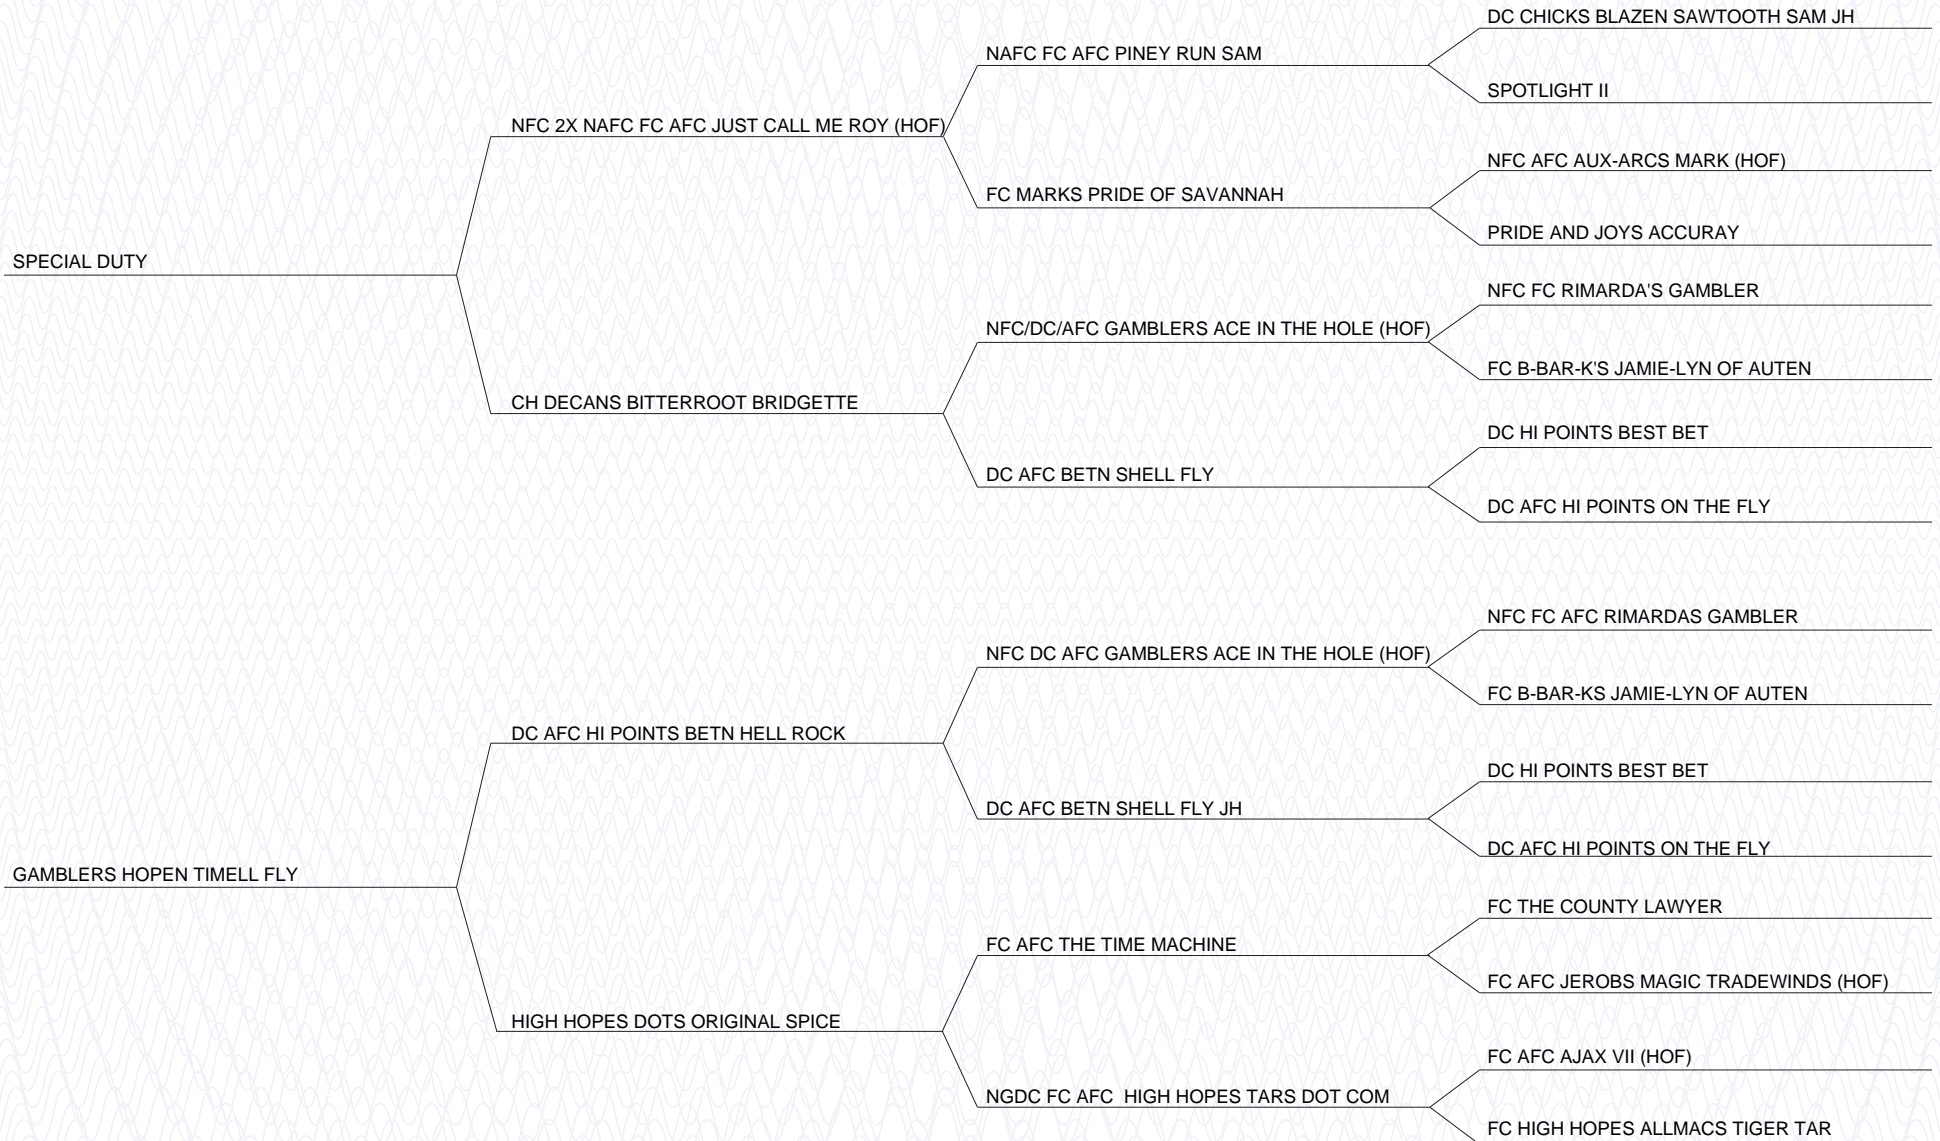 DC CHICKS BLAZEN SAWTOOTH SAM JH
NAFC FC AFC PINEY RUN SAM
SPOTLIGHT II
NFC 2X NAFC FC AFC JUST CALL ME ROY (HOF)
NFC AFC AUX-ARCS MARK (HOF)
FC MARKS PRIDE OF SAVANNAH
PRIDE AND JOYS ACCURAY
SPECIAL DUTY
NFC FC RIMARDA'S GAMBLER
NFC/DC/AFC GAMBLERS ACE IN THE HOLE (HOF)
FC B-BAR-K'S JAMIE-LYN OF AUTEN
CH DECANS BITTERROOT BRIDGETTE
DC HI POINTS BEST BET
DC AFC BETN SHELL FLY
DC AFC HI POINTS ON THE FLY
NFC FC AFC RIMARDAS GAMBLER
NFC DC AFC GAMBLERS ACE IN THE HOLE (HOF)
FC B-BAR-KS JAMIE-LYN OF AUTEN
DC AFC HI POINTS BETN HELL ROCK
DC HI POINTS BEST BET
DC AFC BETN SHELL FLY JH
DC AFC HI POINTS ON THE FLY
GAMBLERS HOPEN TIMELL FLY
FC THE COUNTY LAWYER
FC AFC THE TIME MACHINE
FC AFC JEROBS MAGIC TRADEWINDS (HOF)
HIGH HOPES DOTS ORIGINAL SPICE
FC AFC AJAX VII (HOF)
NGDC FC AFC  HIGH HOPES TARS DOT COM
FC HIGH HOPES ALLMACS TIGER TAR